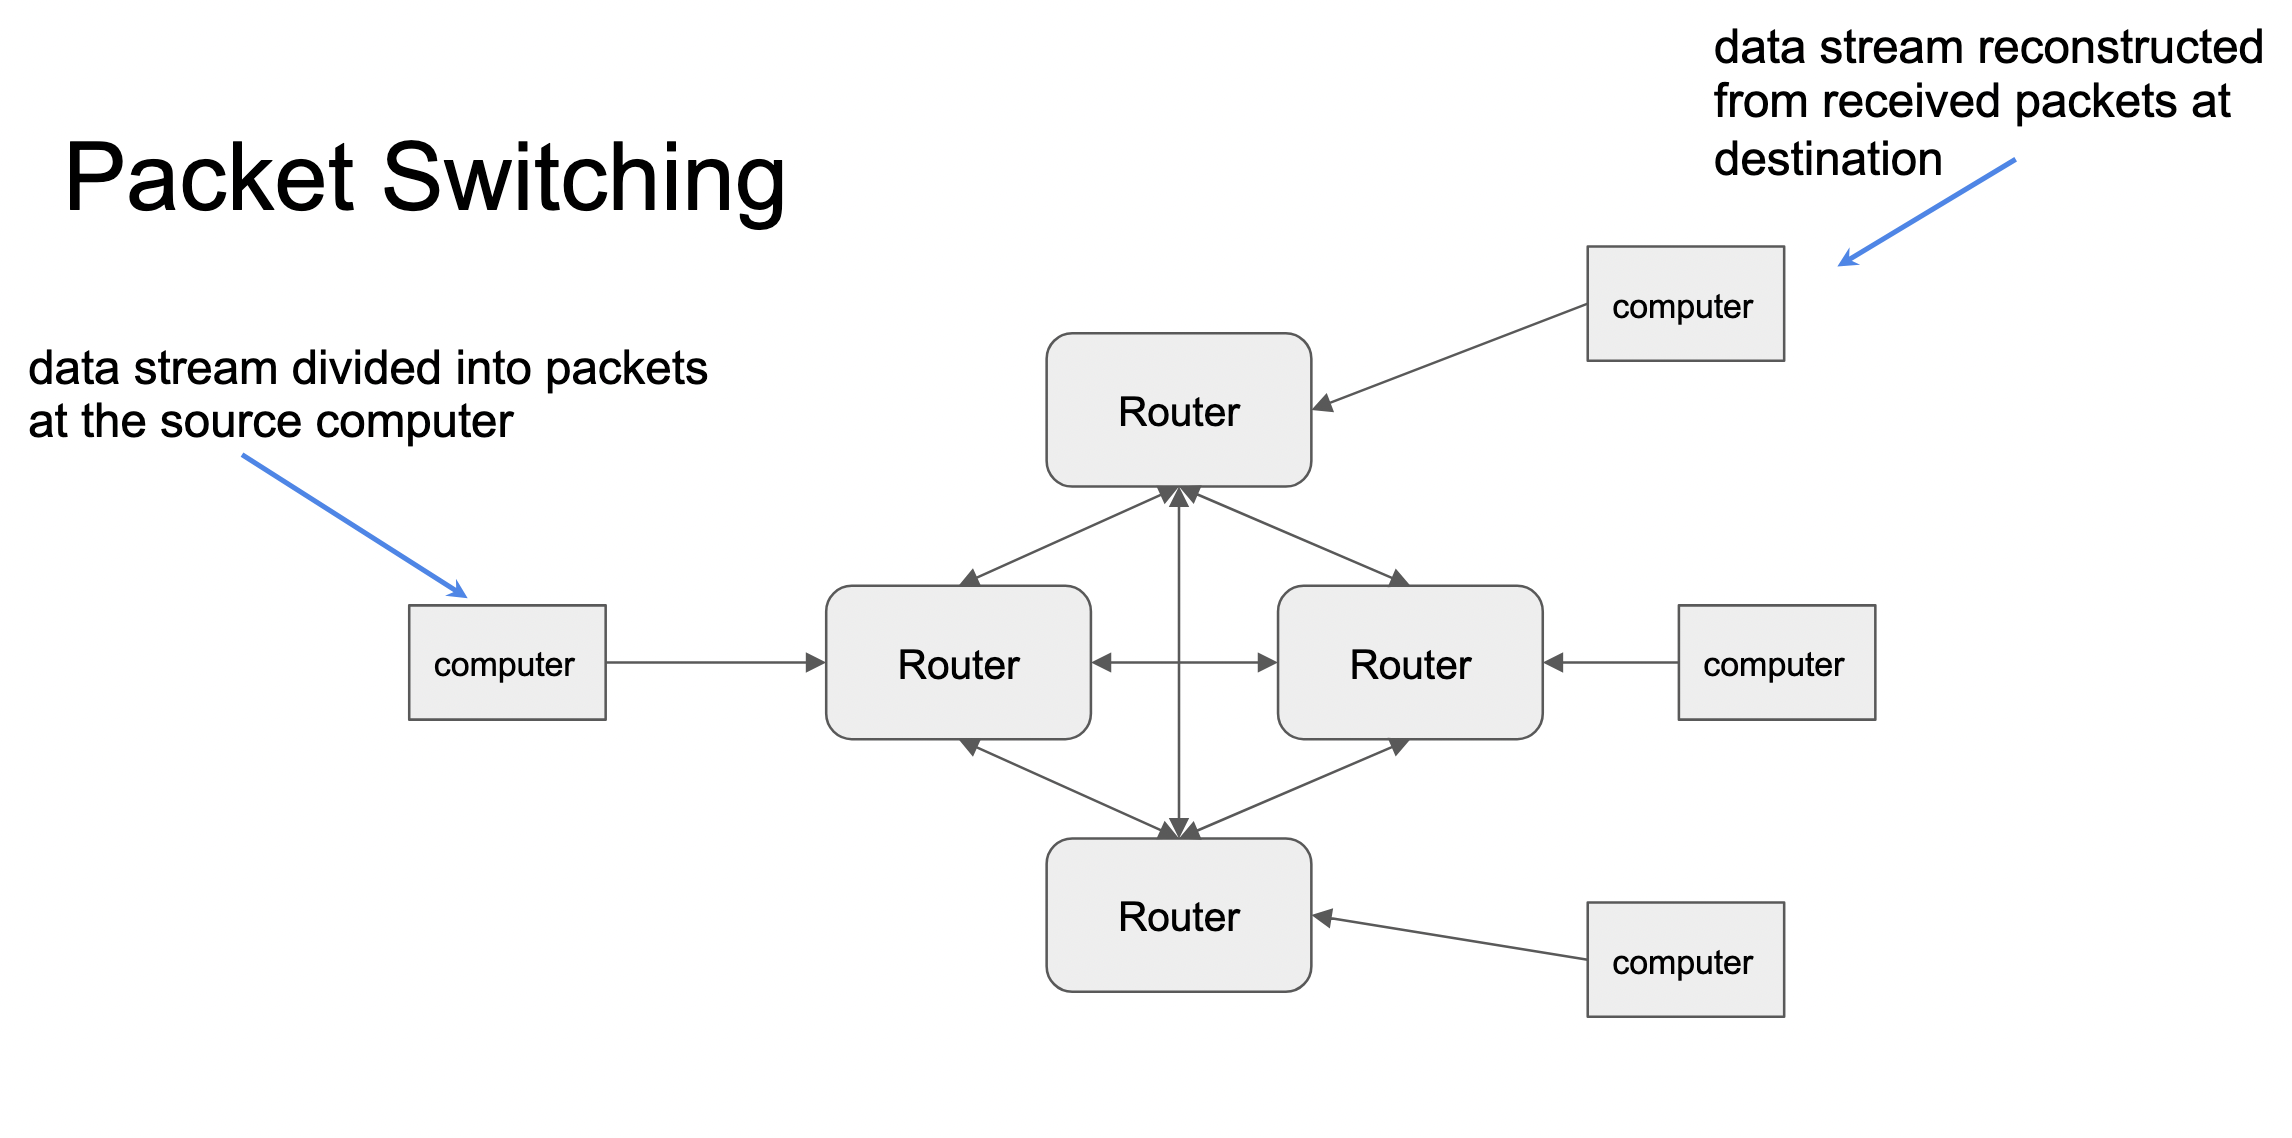 data stream reconstructed
from received packets at
destination
Packet Switching
data stream divided into packets
at the source computer
computer
Router
computer
Router
Router
computer
Router
computer